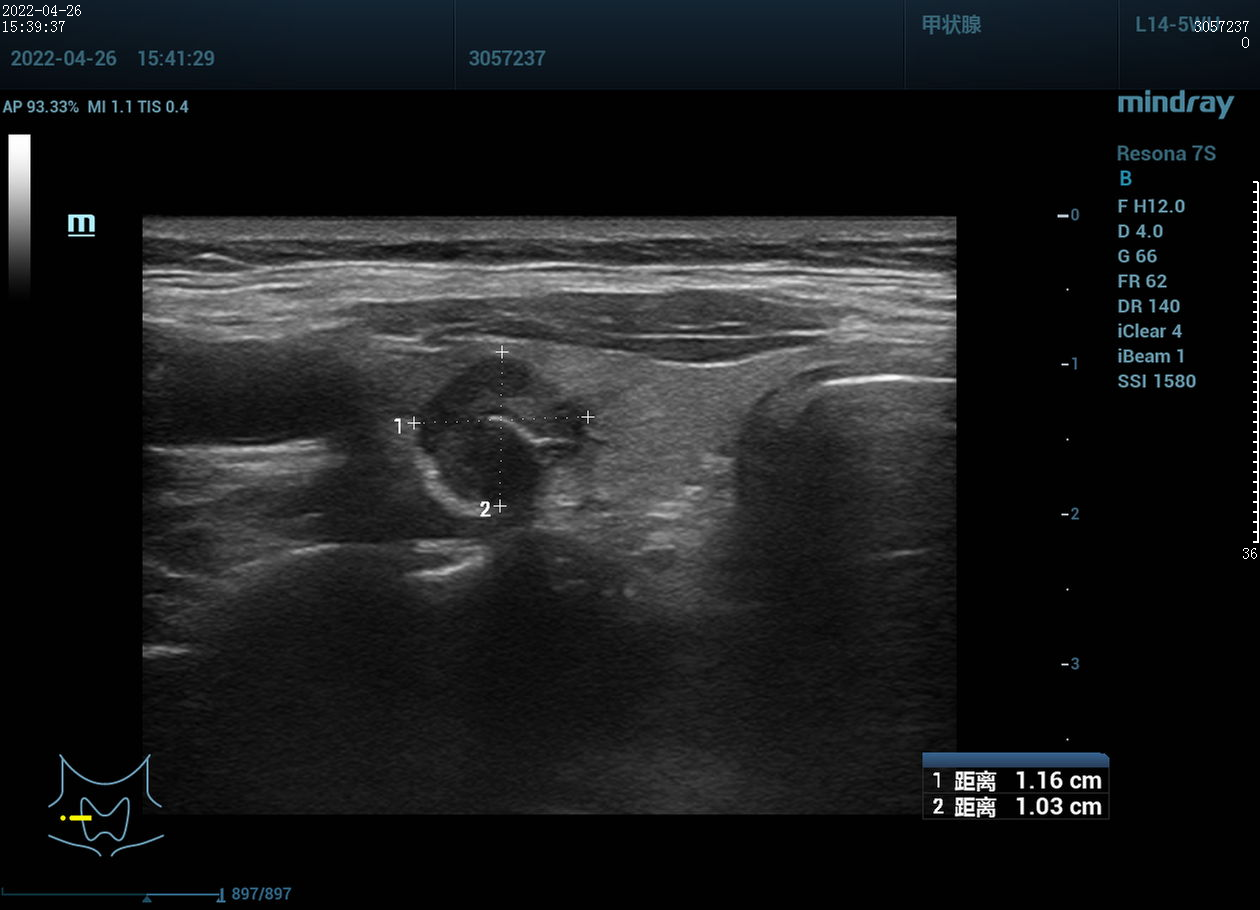 2022-04-26
15:39:37
甲状腺
L14-5W
3057237
0
2022-04-26 15:41:29
3057237
AP 93.33% MI 1.1 TIS 0.4
mindray
Resona 7S
B
m
F H12.0
D 4.0
G 66
FR 62
DR 140
iClear 4
iBeam 1
SSI 1580
0
1
2
3
36
1
2
1 距离 1.16 cm
2 距离 1.03 cm
897/897